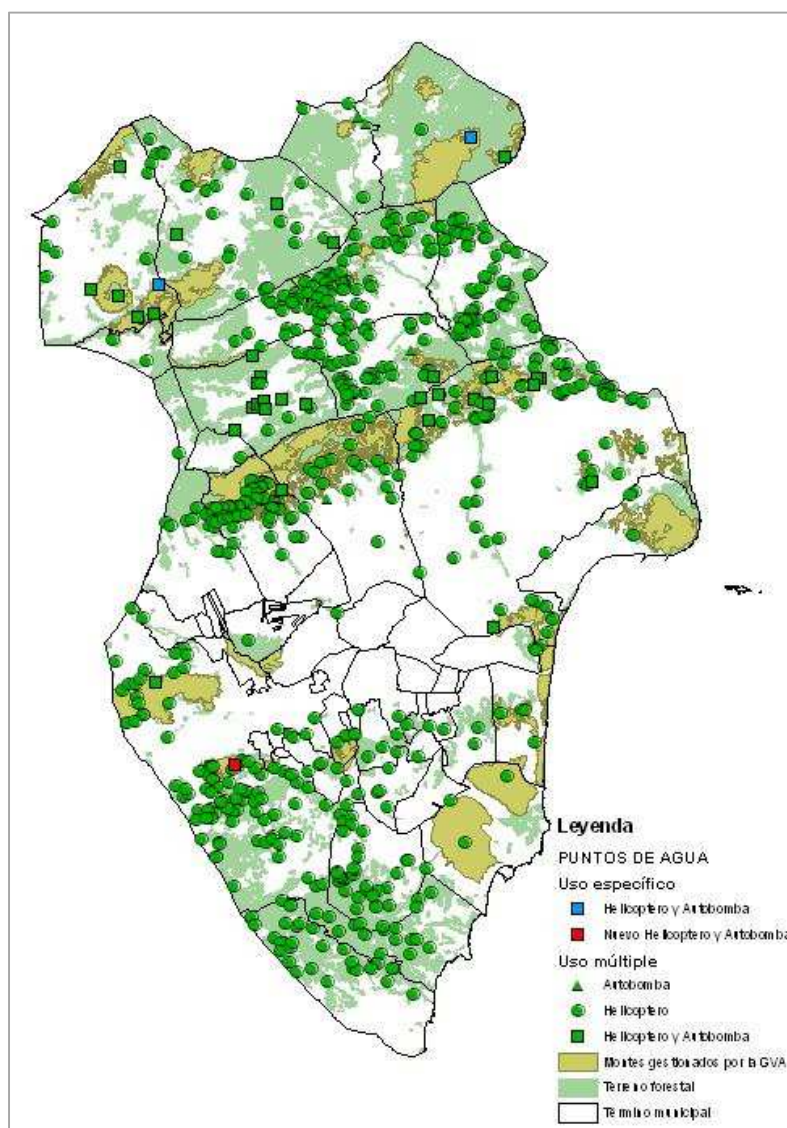 Leyenda
PUNTOS DE AGUA
Uso específico
Helicoptero y Autobomba
Nuevo Helicoptero y Autobomba
Uso múltiple
Autobomba
Helicoptero
Helicoptero y Autobomba
Montes gestionados por la GVA
Terreno forestal
Término municipal